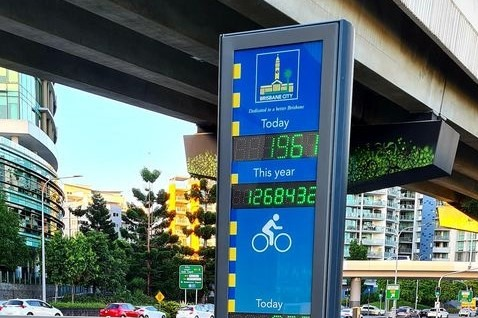 BRISBANE CITY
Dedicated to a better Brisbane
Today
1961
This year
1268432
Today